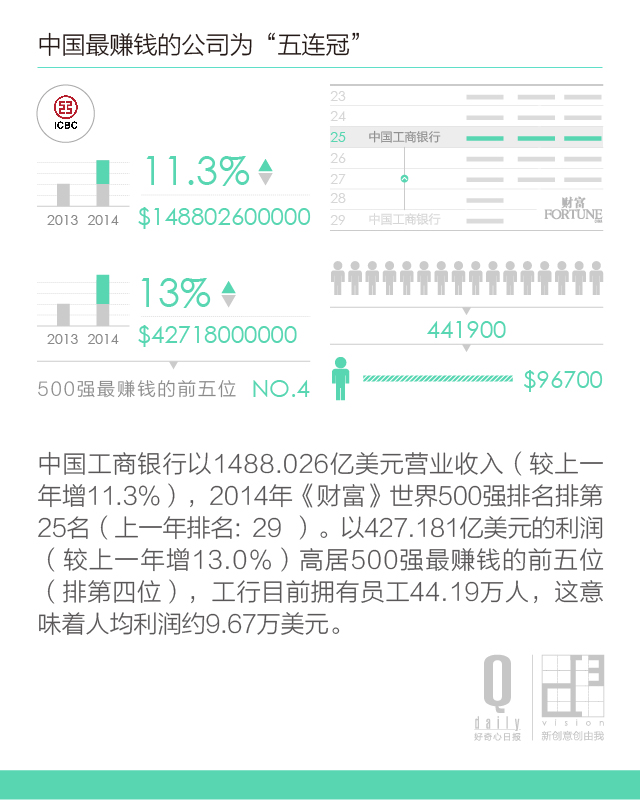 中国最赚钱的公司为“五连冠”
ICBC
11.3%
2013 2014
$148802600000
23
24
25 中国工商银行
26
27
28
29 中国工商银行
财富
FORTUNE
13%
2013 2014
$42718000000
500强最赚钱的前五位 NO.4
441900
$96700
中国工商银行以1488.026亿美元营业收入（较上一
年增11.3%），2014年《财富》世界500强排名排第
25名（上一年排名：29 ）。以427.181亿美元的利润
（较上一年增13.0%）高居500强最赚钱的前五位
（排第四位），工行目前拥有员工44.19万人，这意
味着人均利润约9.67万美元。
Q
daily
好奇心日报
vision
新创意创由我